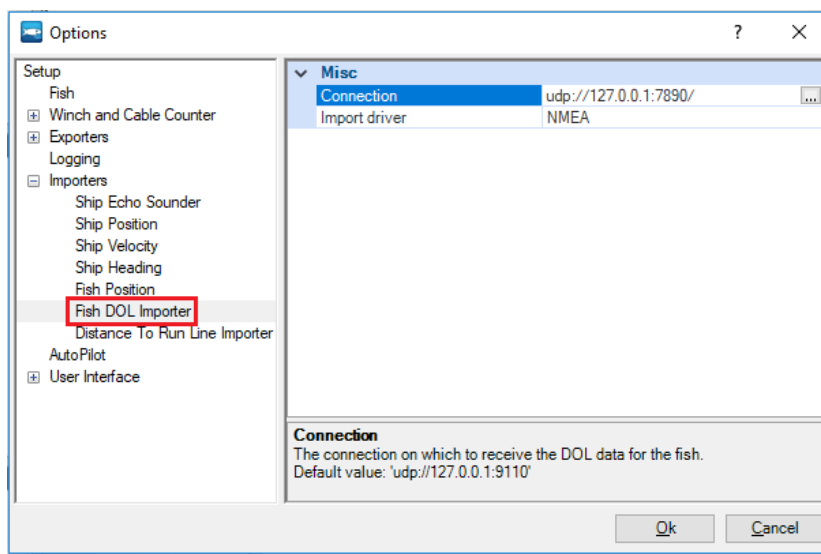 Options
?
Setup
Fish
Winch and Cable Counter
Exporters
Logging
Importers
Ship Echo Sounder
Ship Position
Ship Velocity
Ship Heading
Fish Position
Fish DOL Importer
Distance To Run Line Importer
AutoPilot
User Interface
Misc
Connection udp://127.0.0.1:7890/ ...
Import driver NMEA
Connection
The connection on which to receive the DOL data for the fish.
Default value: 'udp://127.0.0.1:9110'
Ok Cancel